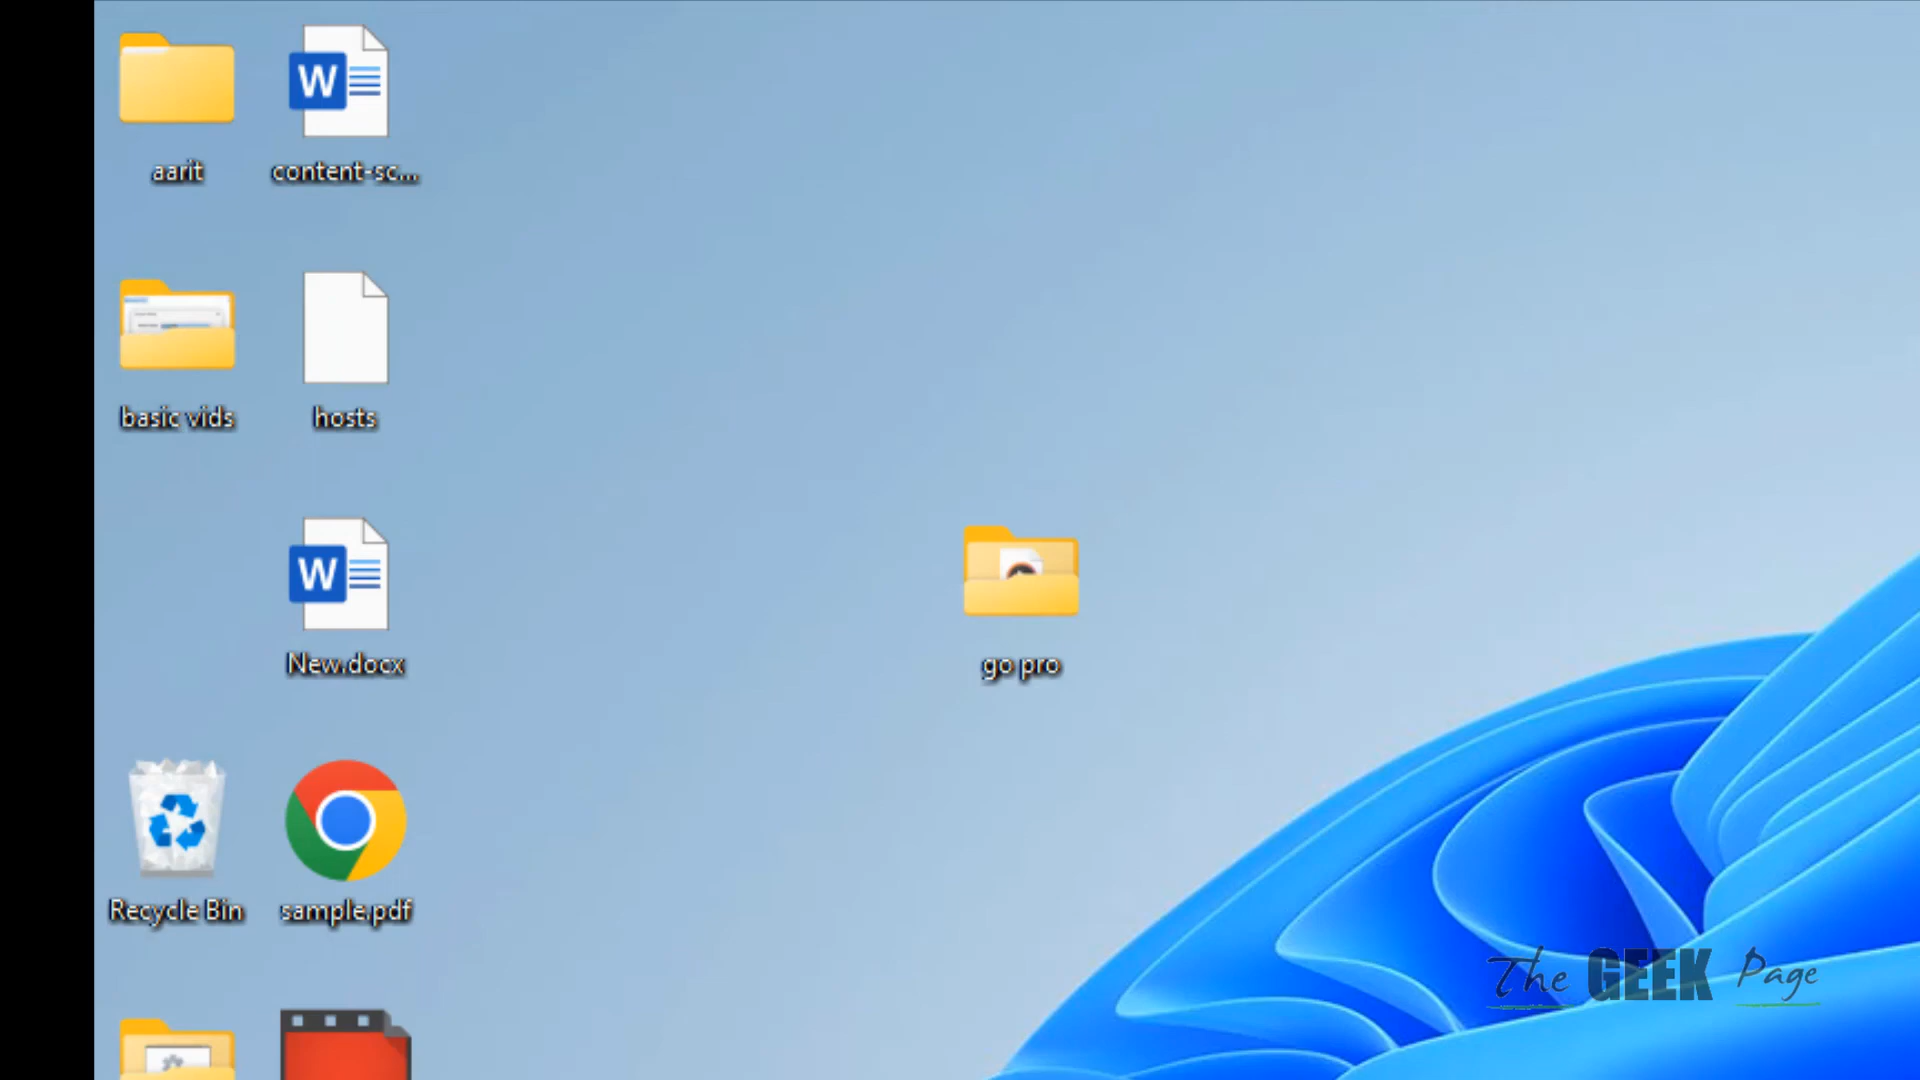 aarit
content-sc...
basic vids
hosts
W
W
New.docx
go pro
Recycle Bin
sample.pdf
The GEEK Page